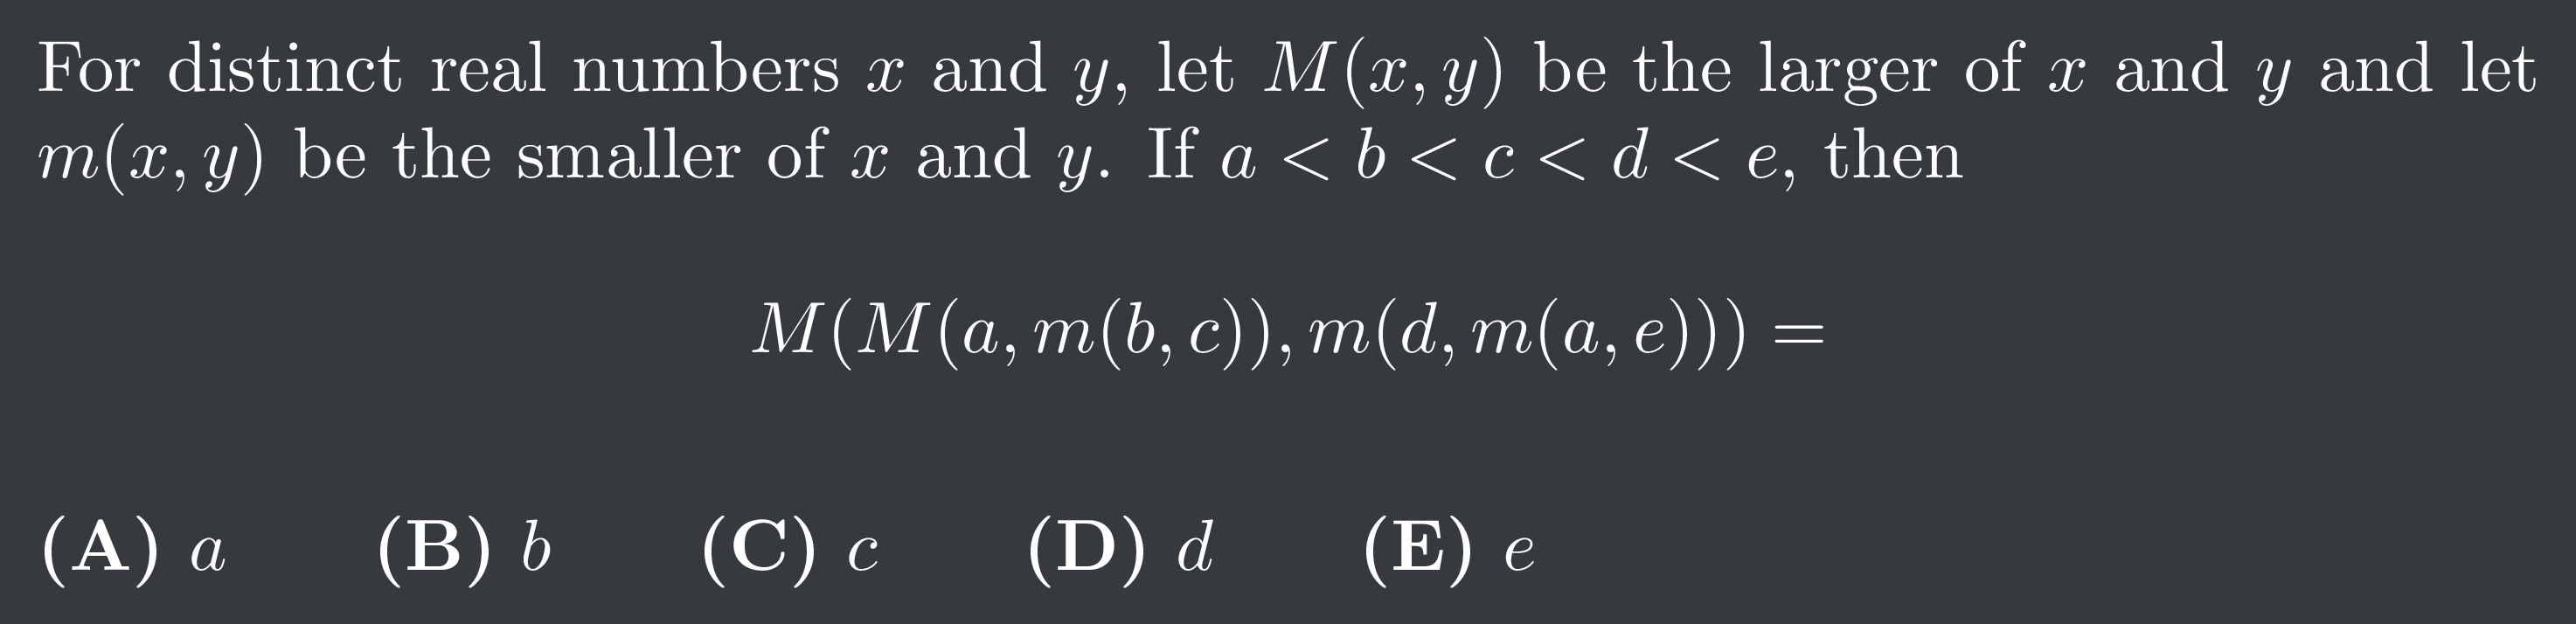 For distinct real numbers x and y, let M(x, y) be the larger of x and y and let
m(x, y) be the smaller of x and y. If a < b < c < d < e, then
M(M(a, m(b, c)), m(d, m(a, e))) =
(A) a (B) b (C) c (D) d (E) e